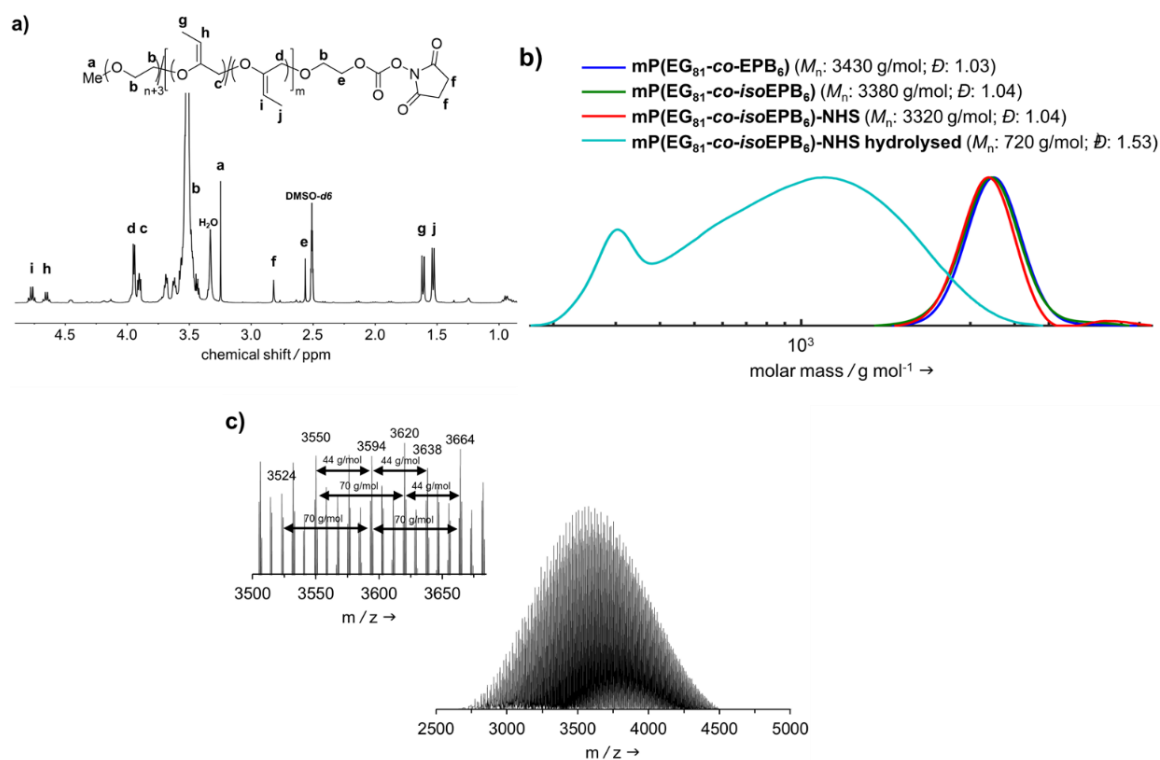 a)
g
h
a
b
d
b
Me
O
O
O
O
O
O
O
N
O
O
b
n+3
c
m
e
f
i
j
f
b
a
d c
H₂O
DMSO-d6
g j
i h
f
e
4.5 4.0 3.5 3.0 2.5 2.0 1.5 1.0
chemical shift / ppm
b)
mP(EG₈₁-co-EPB₆) (Mₙ: 3430 g/mol; Đ: 1.03)
mP(EG₈₁-co-isoEPB₆) (Mₙ: 3380 g/mol; Đ: 1.04)
mP(EG₈₁-co-isoEPB₆)-NHS (Mₙ: 3320 g/mol; Đ: 1.04)
mP(EG₈₁-co-isoEPB₆)-NHS hydrolysed (Mₙ: 720 g/mol; Đ: 1.53)
10³
molar mass / g mol⁻¹ →
c)
3550 3620 3664
3594 3638
3524
44 g/mol 44 g/mol
70 g/mol 44 g/mol
70 g/mol 70 g/mol
3500 3550 3600 3650
m / z →
2500 3000 3500 4000 4500 5000
m / z →